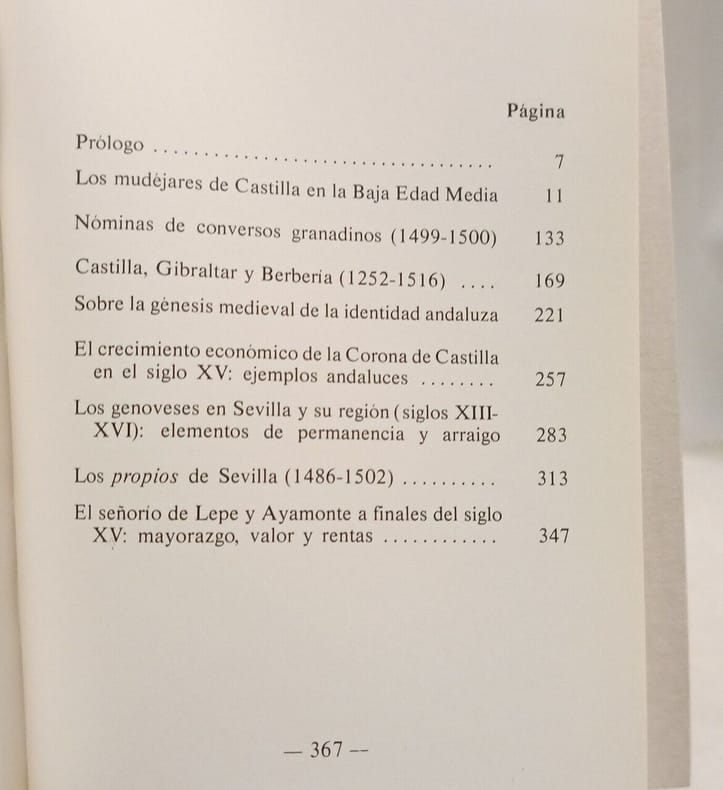 Página
Prólogo .................................. 7
Los mudéjares de Castilla en la Baja Edad Media 11
Nóminas de conversos granadinos (1499-1500) 133
Castilla, Gibraltar y Berbería (1252-1516) .... 169
Sobre la génesis medieval de la identidad andaluza 221
El crecimiento económico de la Corona de Castilla
en el siglo XV: ejemplos andaluces ........ 257
Los genoveses en Sevilla y su región (siglos XIII-
XVI): elementos de permanencia y arraigo 283
Los propios de Sevilla (1486-1502) .......... 313
El señorío de Lepe y Ayamonte a finales del siglo
XV: mayorazgo, valor y rentas ............ 347
— 367 —